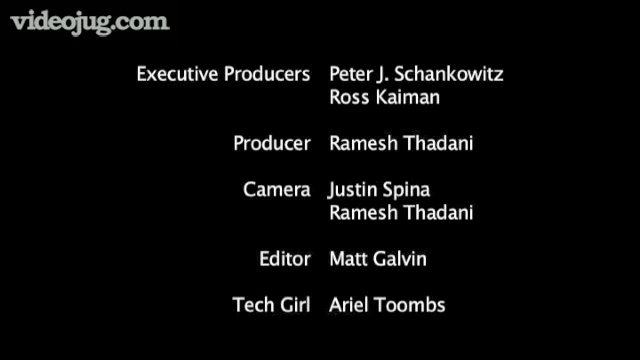 videojug.com
Executive Producers Peter J. Schankowitz
Ross Kaiman
Producer Ramesh Thadani
Camera Justin Spina
Ramesh Thadani
Editor Matt Galvin
Tech Girl Ariel Toombs